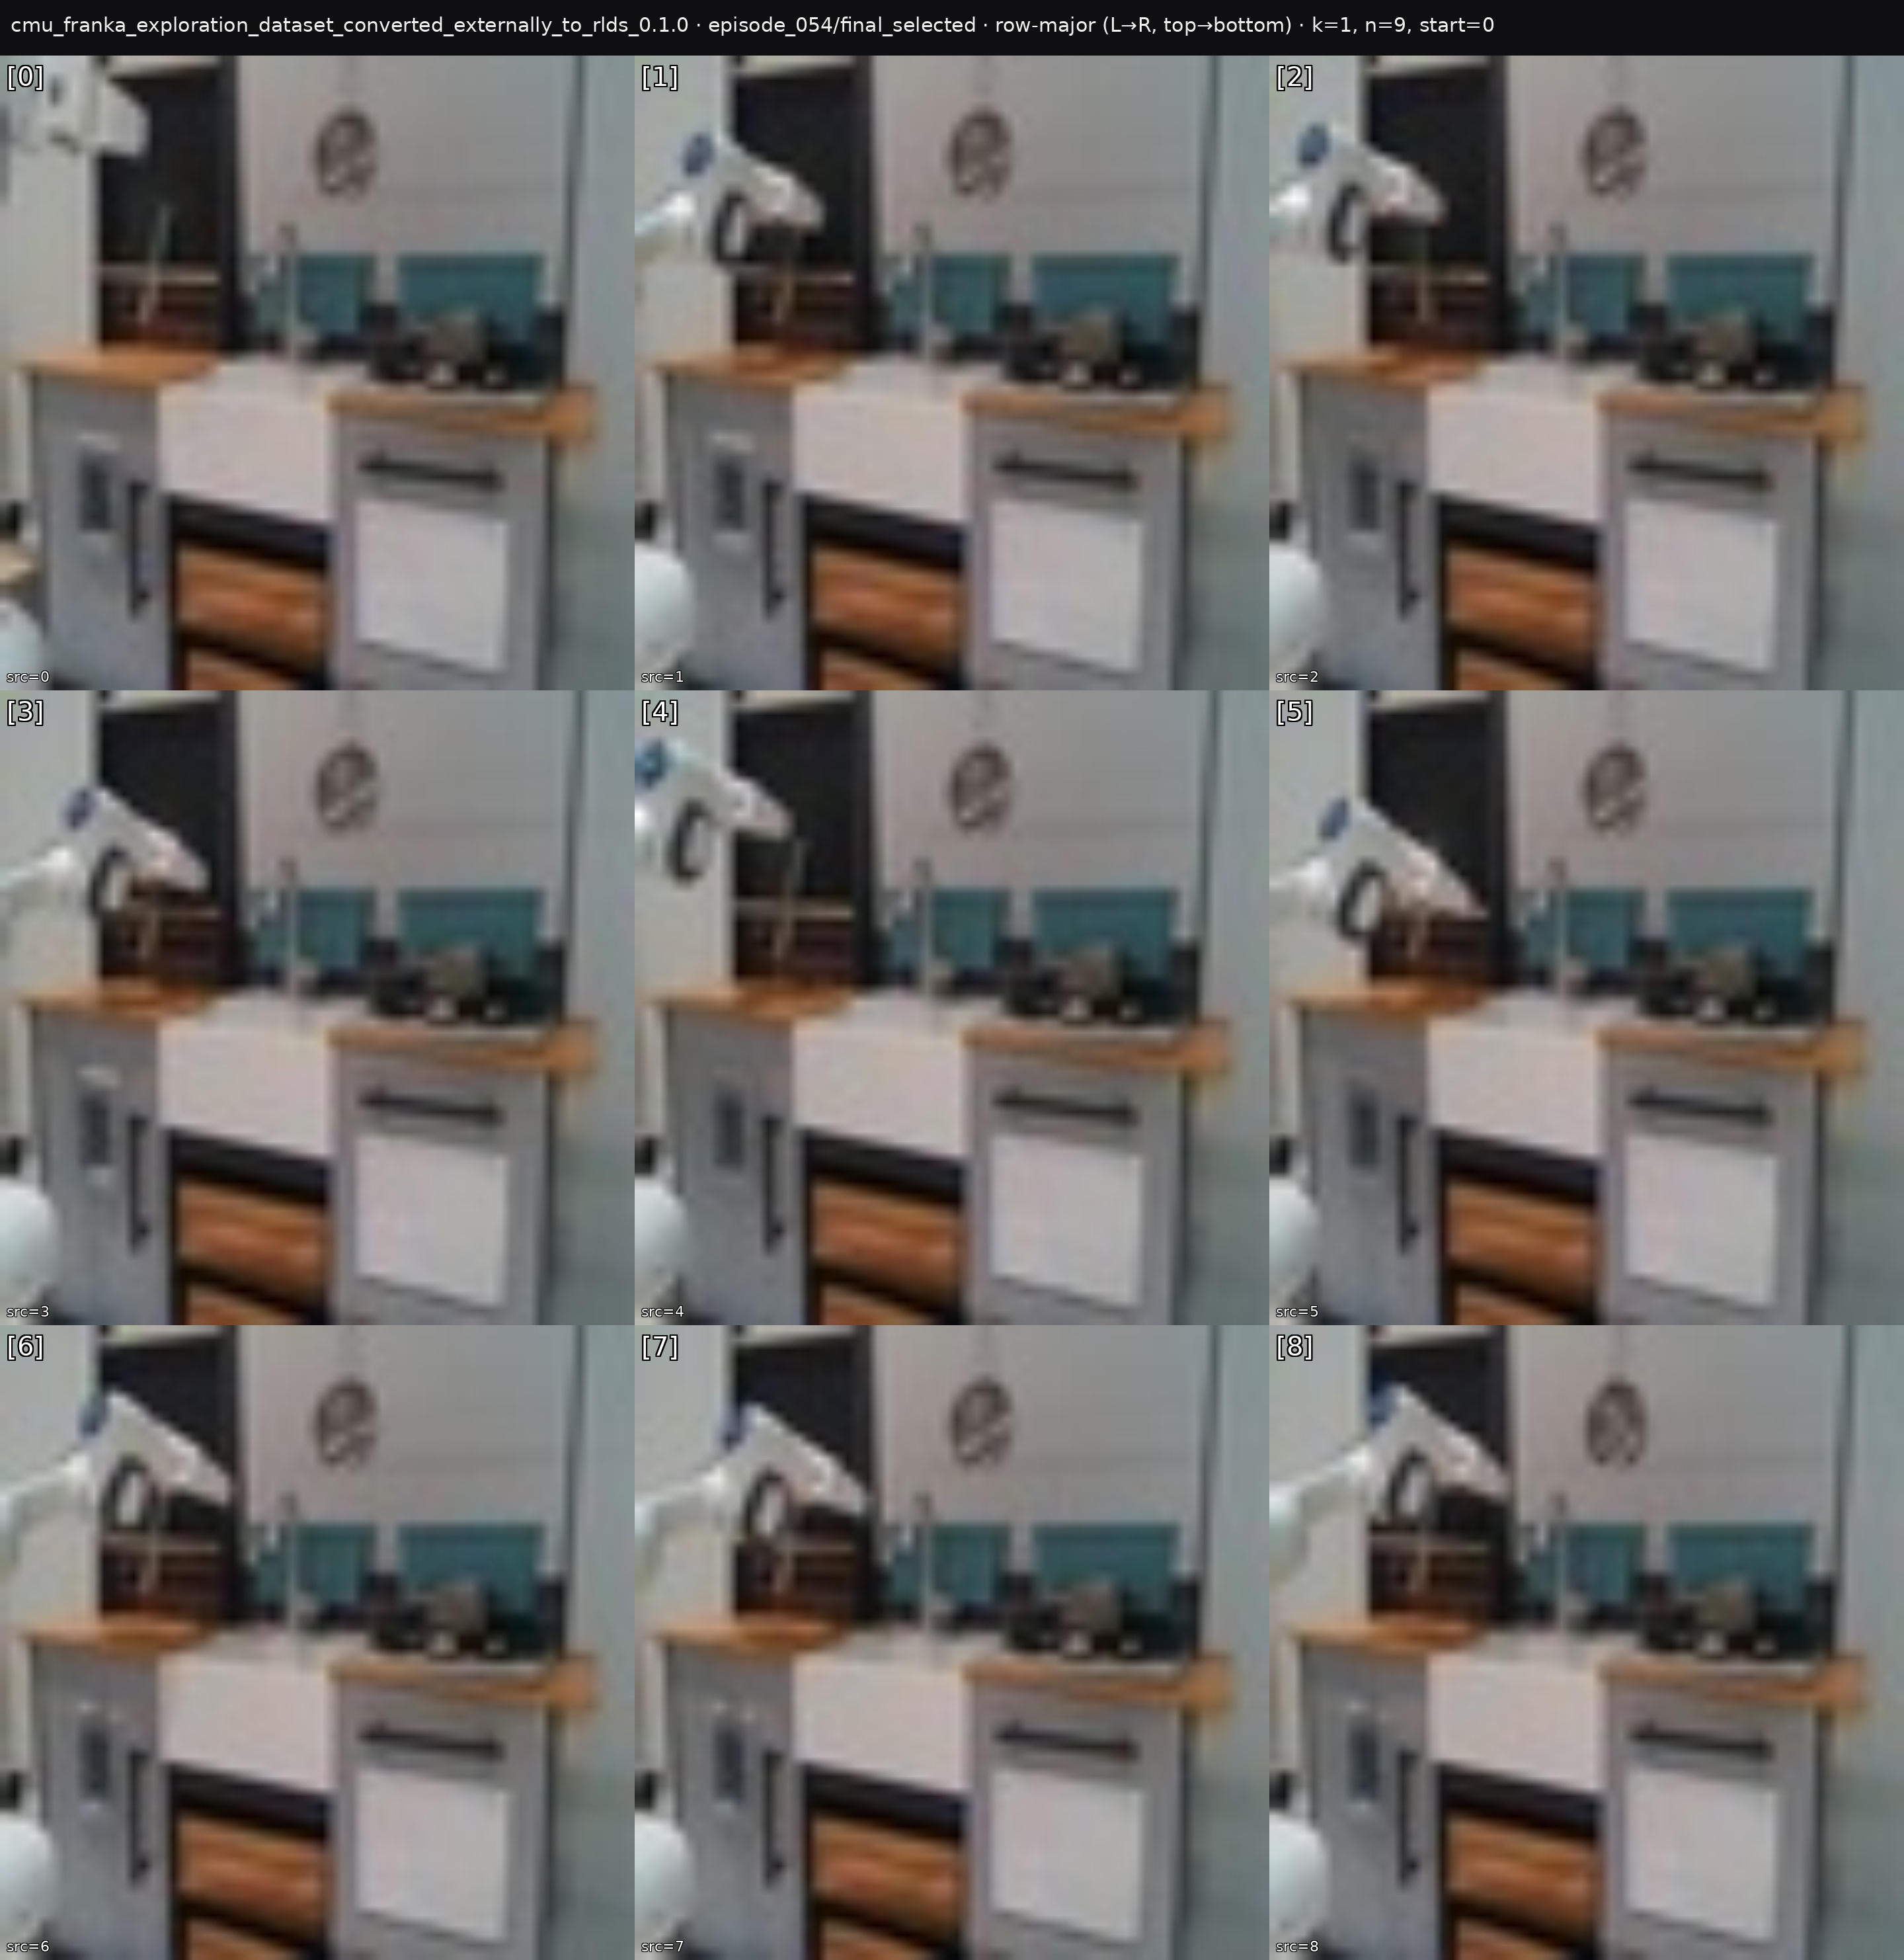 cmu_franka_exploration_dataset_converted_externally_to_rlds_0.1.0 · episode_054/final_selected · row-major (L→R, top→bottom) · k=1, n=9, start=0
[0]
[1]
[2]
src=0
src=1
src=2
[3]
[4]
[5]
src=3
src=4
src=5
[6]
[7]
[8]
src=6
src=7
src=8